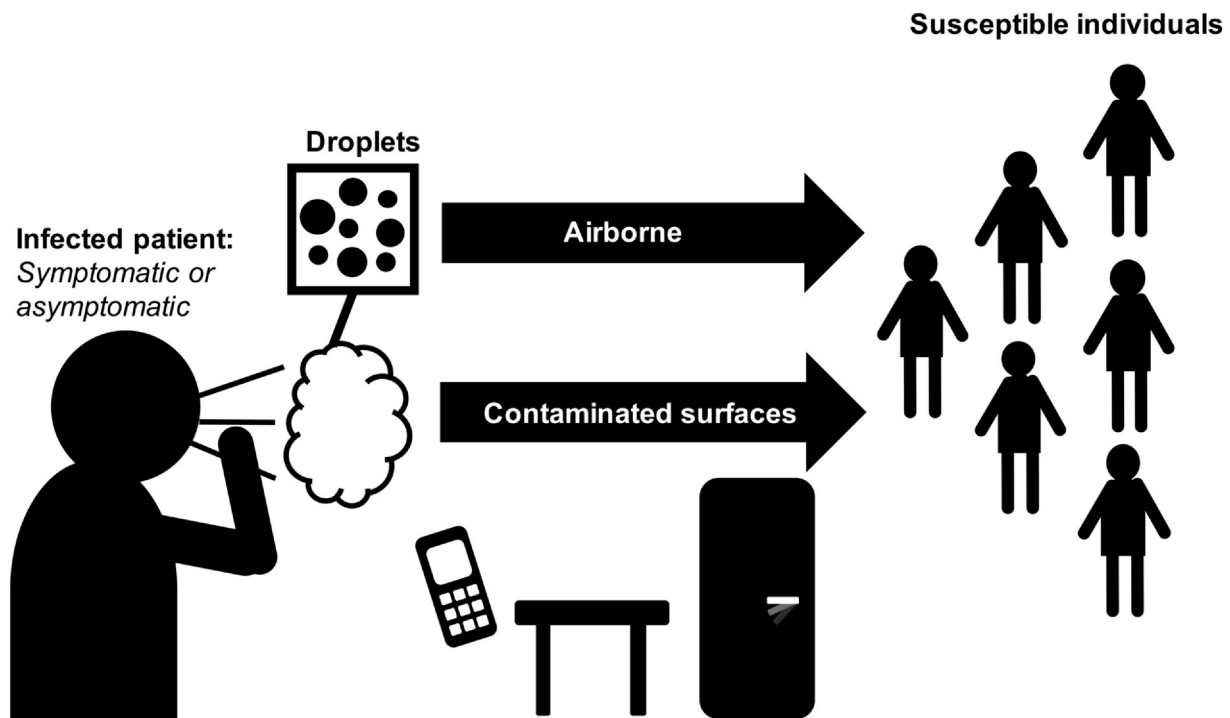 Susceptible individuals
Droplets
Airborne
Infected patient:
Symptomatic or
asymptomatic
Contaminated surfaces